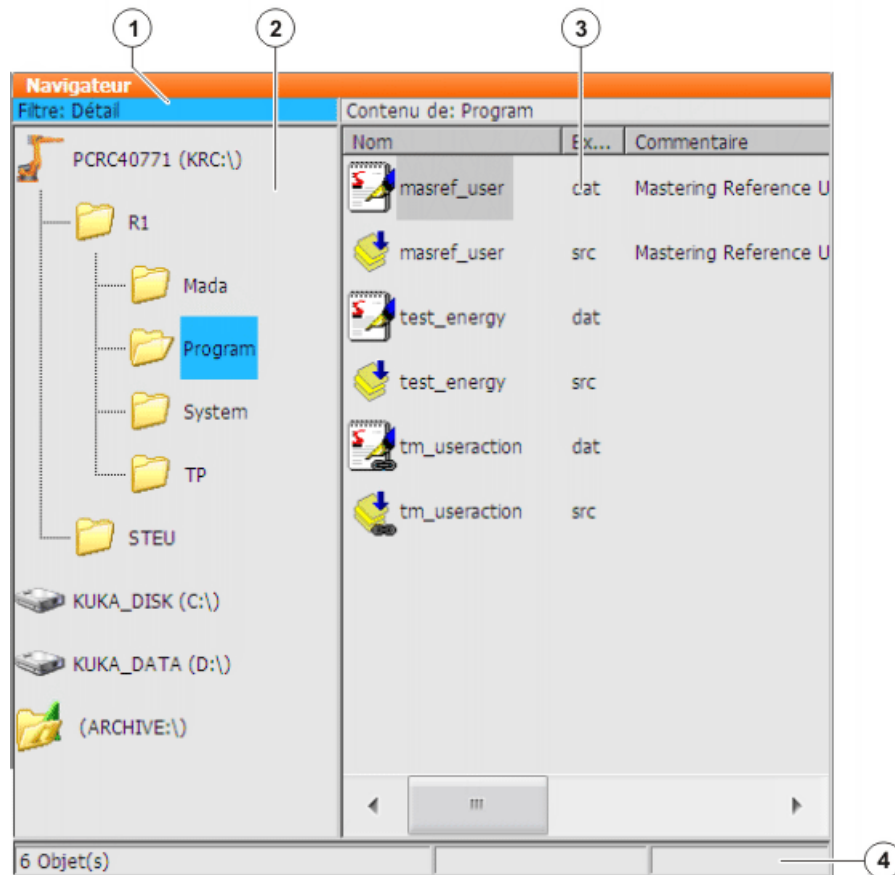 1 2 3
Navigateur
Filtre: Détail
Contenu de: Program
PCRC40771 (KRC:\)
R1
Mada
Program
System
TP
STEU
KUKA_DISK (C:\)
KUKA_DATA (D:\)
(ARCHIVE:\)
Nom Ex... Commentaire
masref_user dat Mastering Reference U
masref_user src Mastering Reference U
test_energy dat
test_energy src
tm_useraction dat
tm_useraction src
6 Objet(s)
4